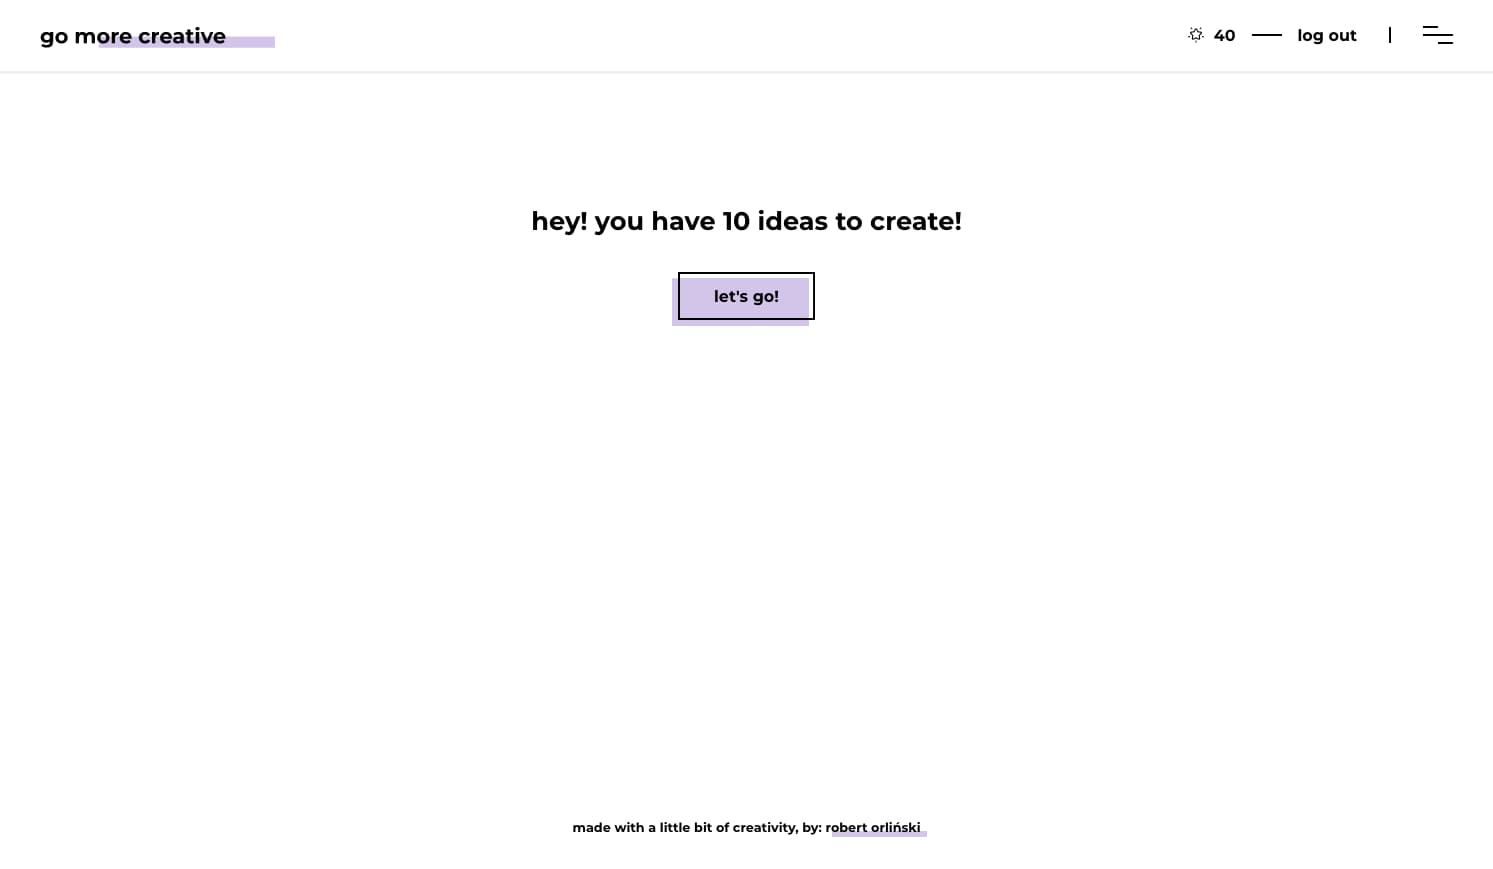 go more creative
40
log out
hey! you have 10 ideas to create!
let's go!
made with a little bit of creativity, by: robert orliński